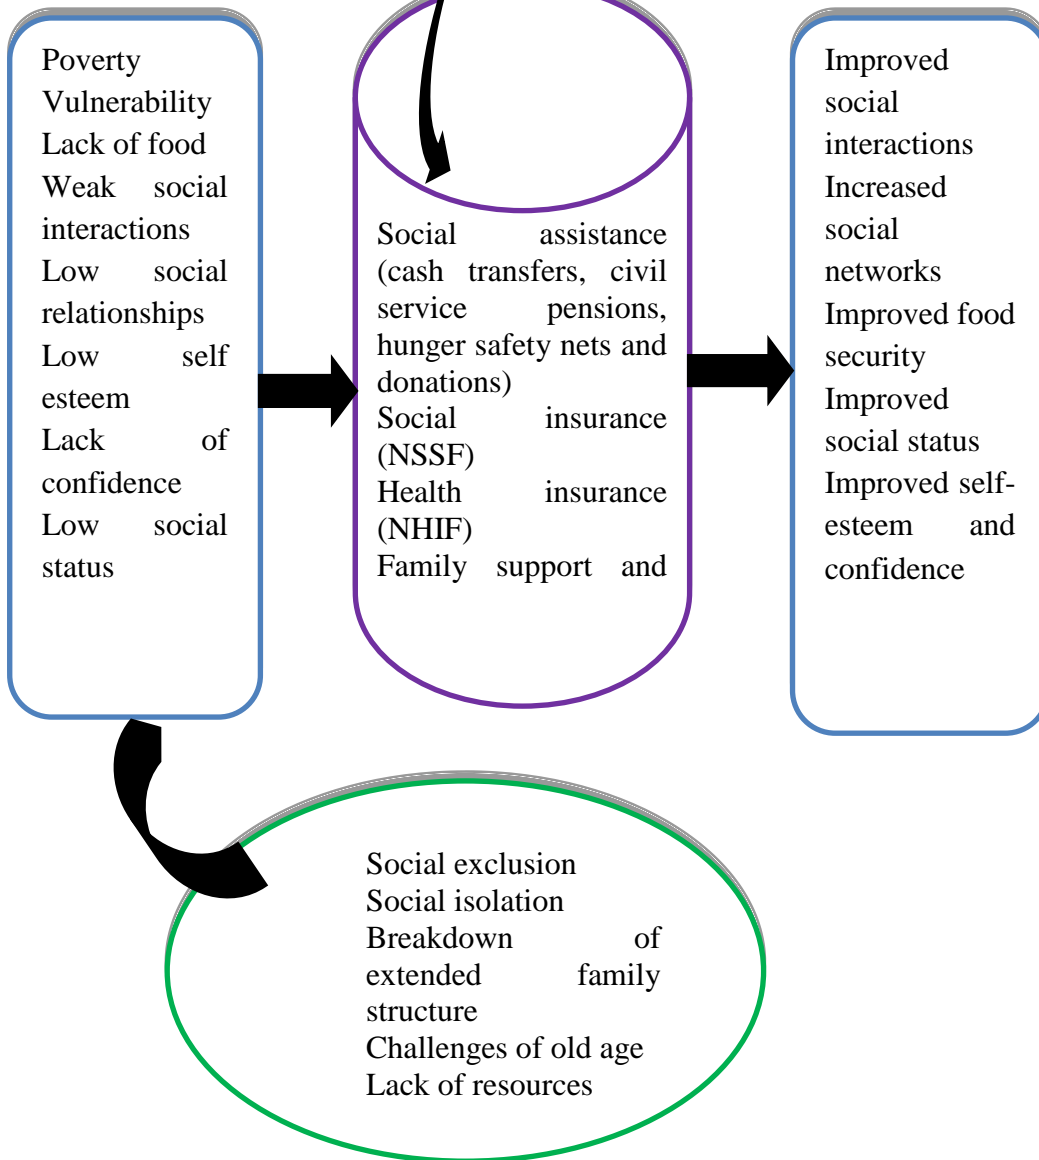 Poverty
Vulnerability
Lack of food
Weak social
interactions
Low social
relationships
Low self
esteem
Lack of
confidence
Low social
status
Social assistance
(cash transfers, civil
service pensions,
hunger safety nets and
donations)
Social insurance
(NSSF)
Health insurance
(NHIF)
Family support and
Improved
social
interactions
Increased
social
networks
Improved food
security
Improved
social status
Improved self-
esteem and
confidence
Social exclusion
Social isolation
Breakdown of
extended family
structure
Challenges of old age
Lack of resources